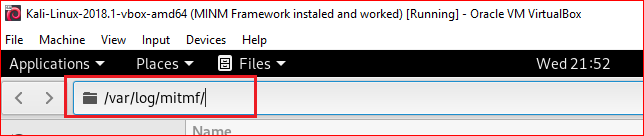 Kali-Linux-2018.1-vbox-amd64 (MINM Framework instaled and worked) [Running] - Oracle VM VirtualBox
File Machine View Input Devices Help
Applications Places Files Wed 21:52
/var/log/mitmf/
Name